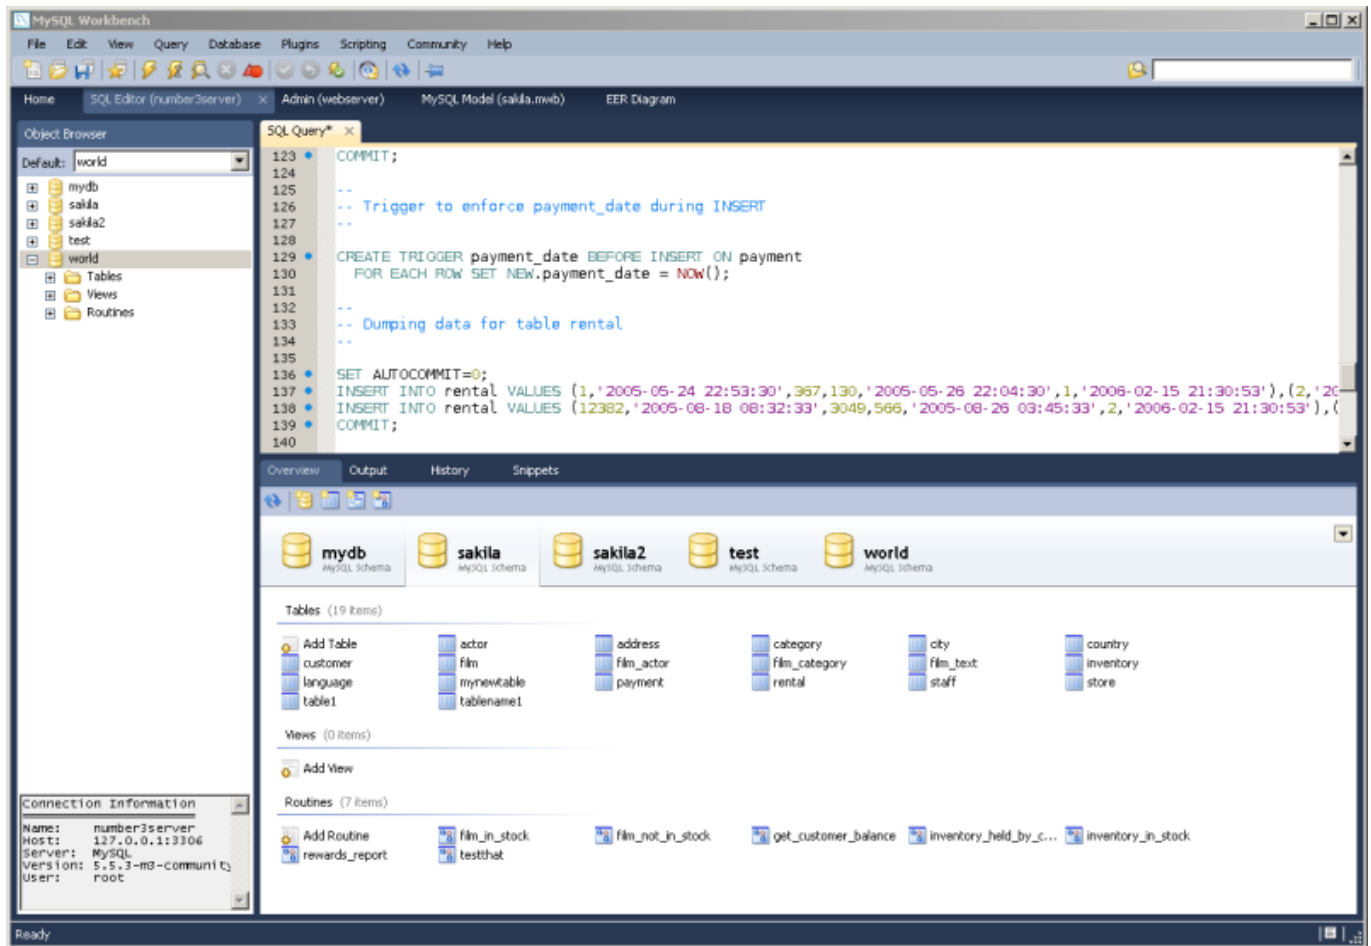 MySQL Workbench
File Edit View Query Database Plugins Scripting Community Help
Home SQL Editor (number3server) × Admin (webserver) MySQL Model (sakila.mwb) EER Diagram
Object Browser
Default: world
mydb
sakila
sakila2
test
world
Tables
Views
Routines
Connection Information
Name: number3server
Host: 127.0.0.1:3306
Server: MySQL
Version: 5.5.3-m3-community
User: root
SQL Query* ×
123 COMMIT;
124
125 --
126 -- Trigger to enforce payment_date during INSERT
127 --
128
129 CREATE TRIGGER payment_date BEFORE INSERT ON payment
130 FOR EACH ROW SET NEW.payment_date = NOW();
131
132 --
133 -- Dumping data for table rental
134 --
135
136 SET AUTOCOMMIT=0;
137 INSERT INTO rental VALUES (1,'2005-05-24 22:53:30',367,130,'2005-05-26 22:04:30',1,'2006-02-15 21:30:53'),(2,'20
138 INSERT INTO rental VALUES (12382,'2005-08-18 08:32:33',3049,566,'2005-08-26 03:45:33',2,'2006-02-15 21:30:53'),(
139 COMMIT;
140
Overview Output History Snippets
mydb sakila sakila2 test world
MySQL Schema MySQL Schema MySQL Schema MySQL Schema MySQL Schema
Tables (19 items)
Add Table actor address category city country
customer film film_actor film_category film_text inventory
language mynewtable payment rental staff store
table1 tablename1
Views (0 items)
Add View
Routines (7 items)
Add Routine film_in_stock film_not_in_stock get_customer_balance inventory_held_by_c... inventory_in_stock
rewards_report testthat
Ready